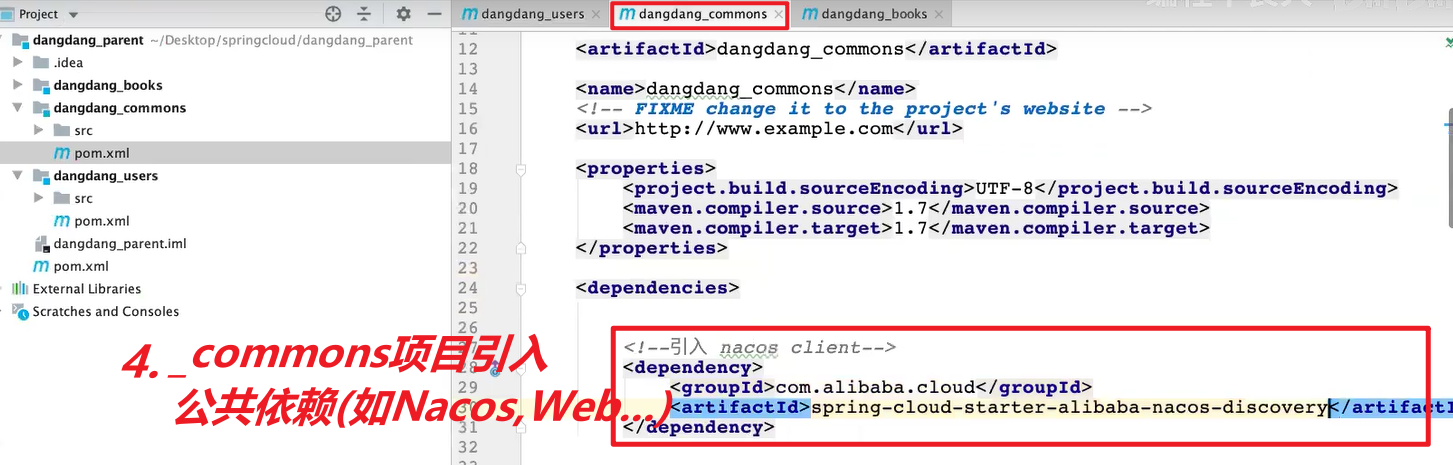 Project
dangdang_users
dangdang_commons
dangdang_books
dangdang_parent ~/Desktop/springcloud/dangdang_parent
.idea
dangdang_books
dangdang_commons
src
pom.xml
dangdang_users
src
pom.xml
dangdang_parent.iml
pom.xml
External Libraries
Scratches and Consoles
12 <artifactId>dangdang_commons</artifactId>
13
14 <name>dangdang_commons</name>
15 <!-- FIXME change it to the project's website -->
16 <url>http://www.example.com</url>
17
18 <properties>
19 <project.build.sourceEncoding>UTF-8</project.build.sourceEncoding>
20 <maven.compiler.source>1.7</maven.compiler.source>
21 <maven.compiler.target>1.7</maven.compiler.target>
22 </properties>
23
24 <dependencies>
25
26
<!--引入 nacos client-->
28 <dependency>
29 <groupId>com.alibaba.cloud</groupId>
<artifactId>spring-cloud-starter-alibaba-nacos-discovery</artifactI
31 </dependency>
32
4. _commons项目引入
公共依赖(如Nacos,Web...)